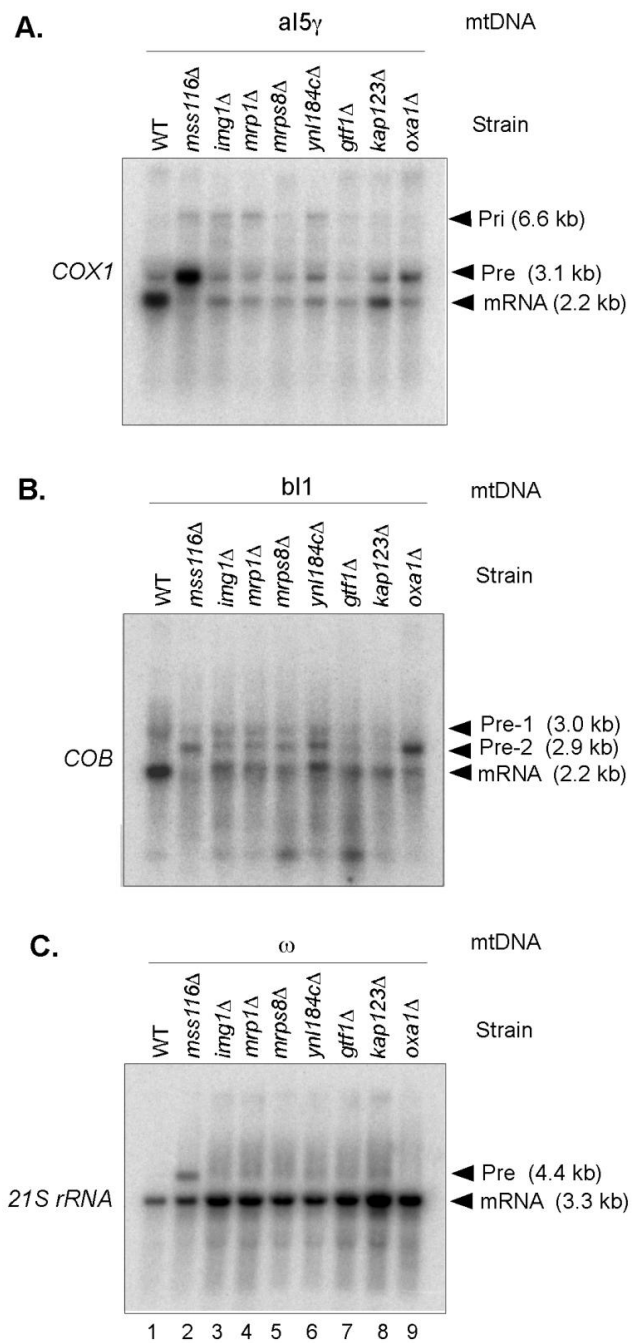 A.
aI5γ mtDNA
WT mss116Δ img1Δ mrp1Δ mrps8Δ ynl184cΔ gtf1Δ kap123Δ oxa1Δ Strain
Pri (6.6 kb)
COX1
Pre (3.1 kb)
mRNA (2.2 kb)
B.
bI1 mtDNA
WT mss116Δ img1Δ mrp1Δ mrps8Δ ynl184cΔ gtf1Δ kap123Δ oxa1Δ Strain
Pre-1 (3.0 kb)
COB
Pre-2 (2.9 kb)
mRNA (2.2 kb)
C.
ω mtDNA
WT mss116Δ img1Δ mrp1Δ mrps8Δ ynl184cΔ gtf1Δ kap123Δ oxa1Δ Strain
Pre (4.4 kb)
21S rRNA mRNA (3.3 kb)
1 2 3 4 5 6 7 8 9